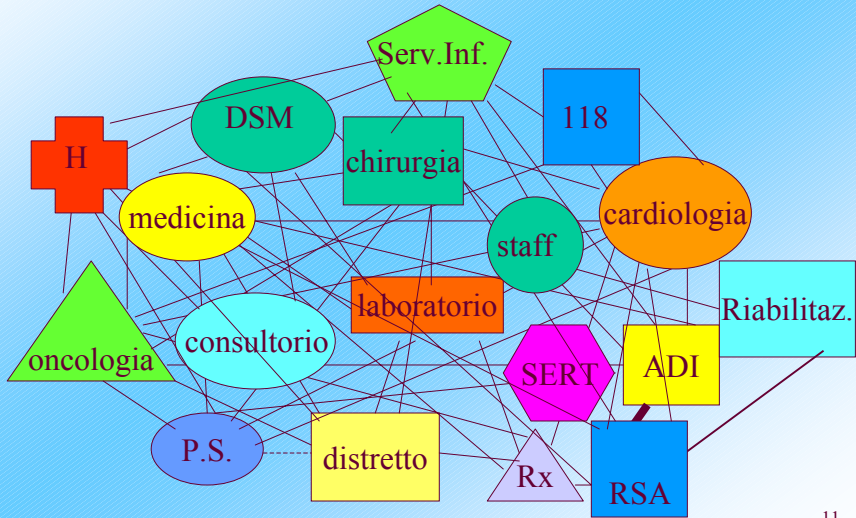 Serv.Inf.
DSM
118
H
chirurgia
medicina
cardiologia
staff
laboratorio
Riabilitaz.
consultorio
oncologia
SERT
ADI
P.S.
distretto
Rx
RSA
11